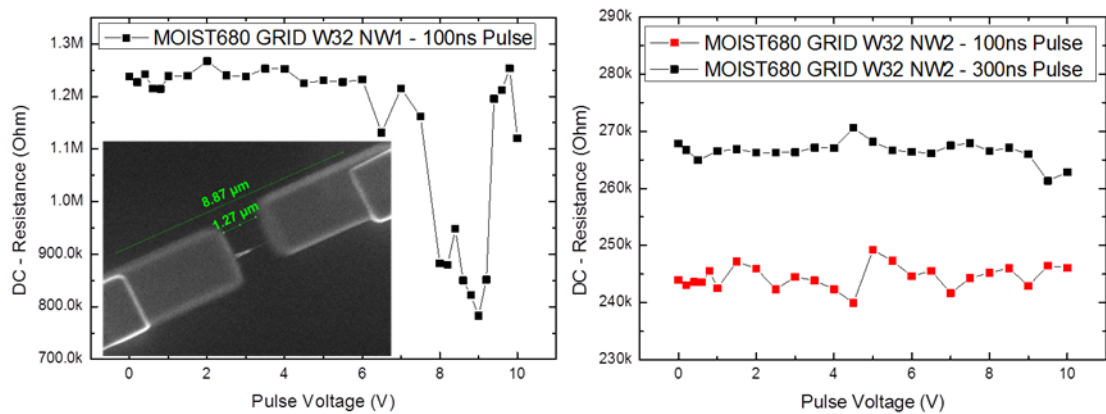 MOIST680 GRID W32 NW1 - 100ns Pulse
DC - Resistance (Ohm)
1.3M
1.2M
1.1M
1.0M
900.0k
800.0k
700.0k
8.87 µm
1.27 µm
0
2
4
6
8
10
Pulse Voltage (V)
MOIST680 GRID W32 NW2 - 100ns Pulse
MOIST680 GRID W32 NW2 - 300ns Pulse
DC - Resistance (Ohm)
290k
280k
270k
260k
250k
240k
230k
0
2
4
6
8
10
Pulse Voltage (V)